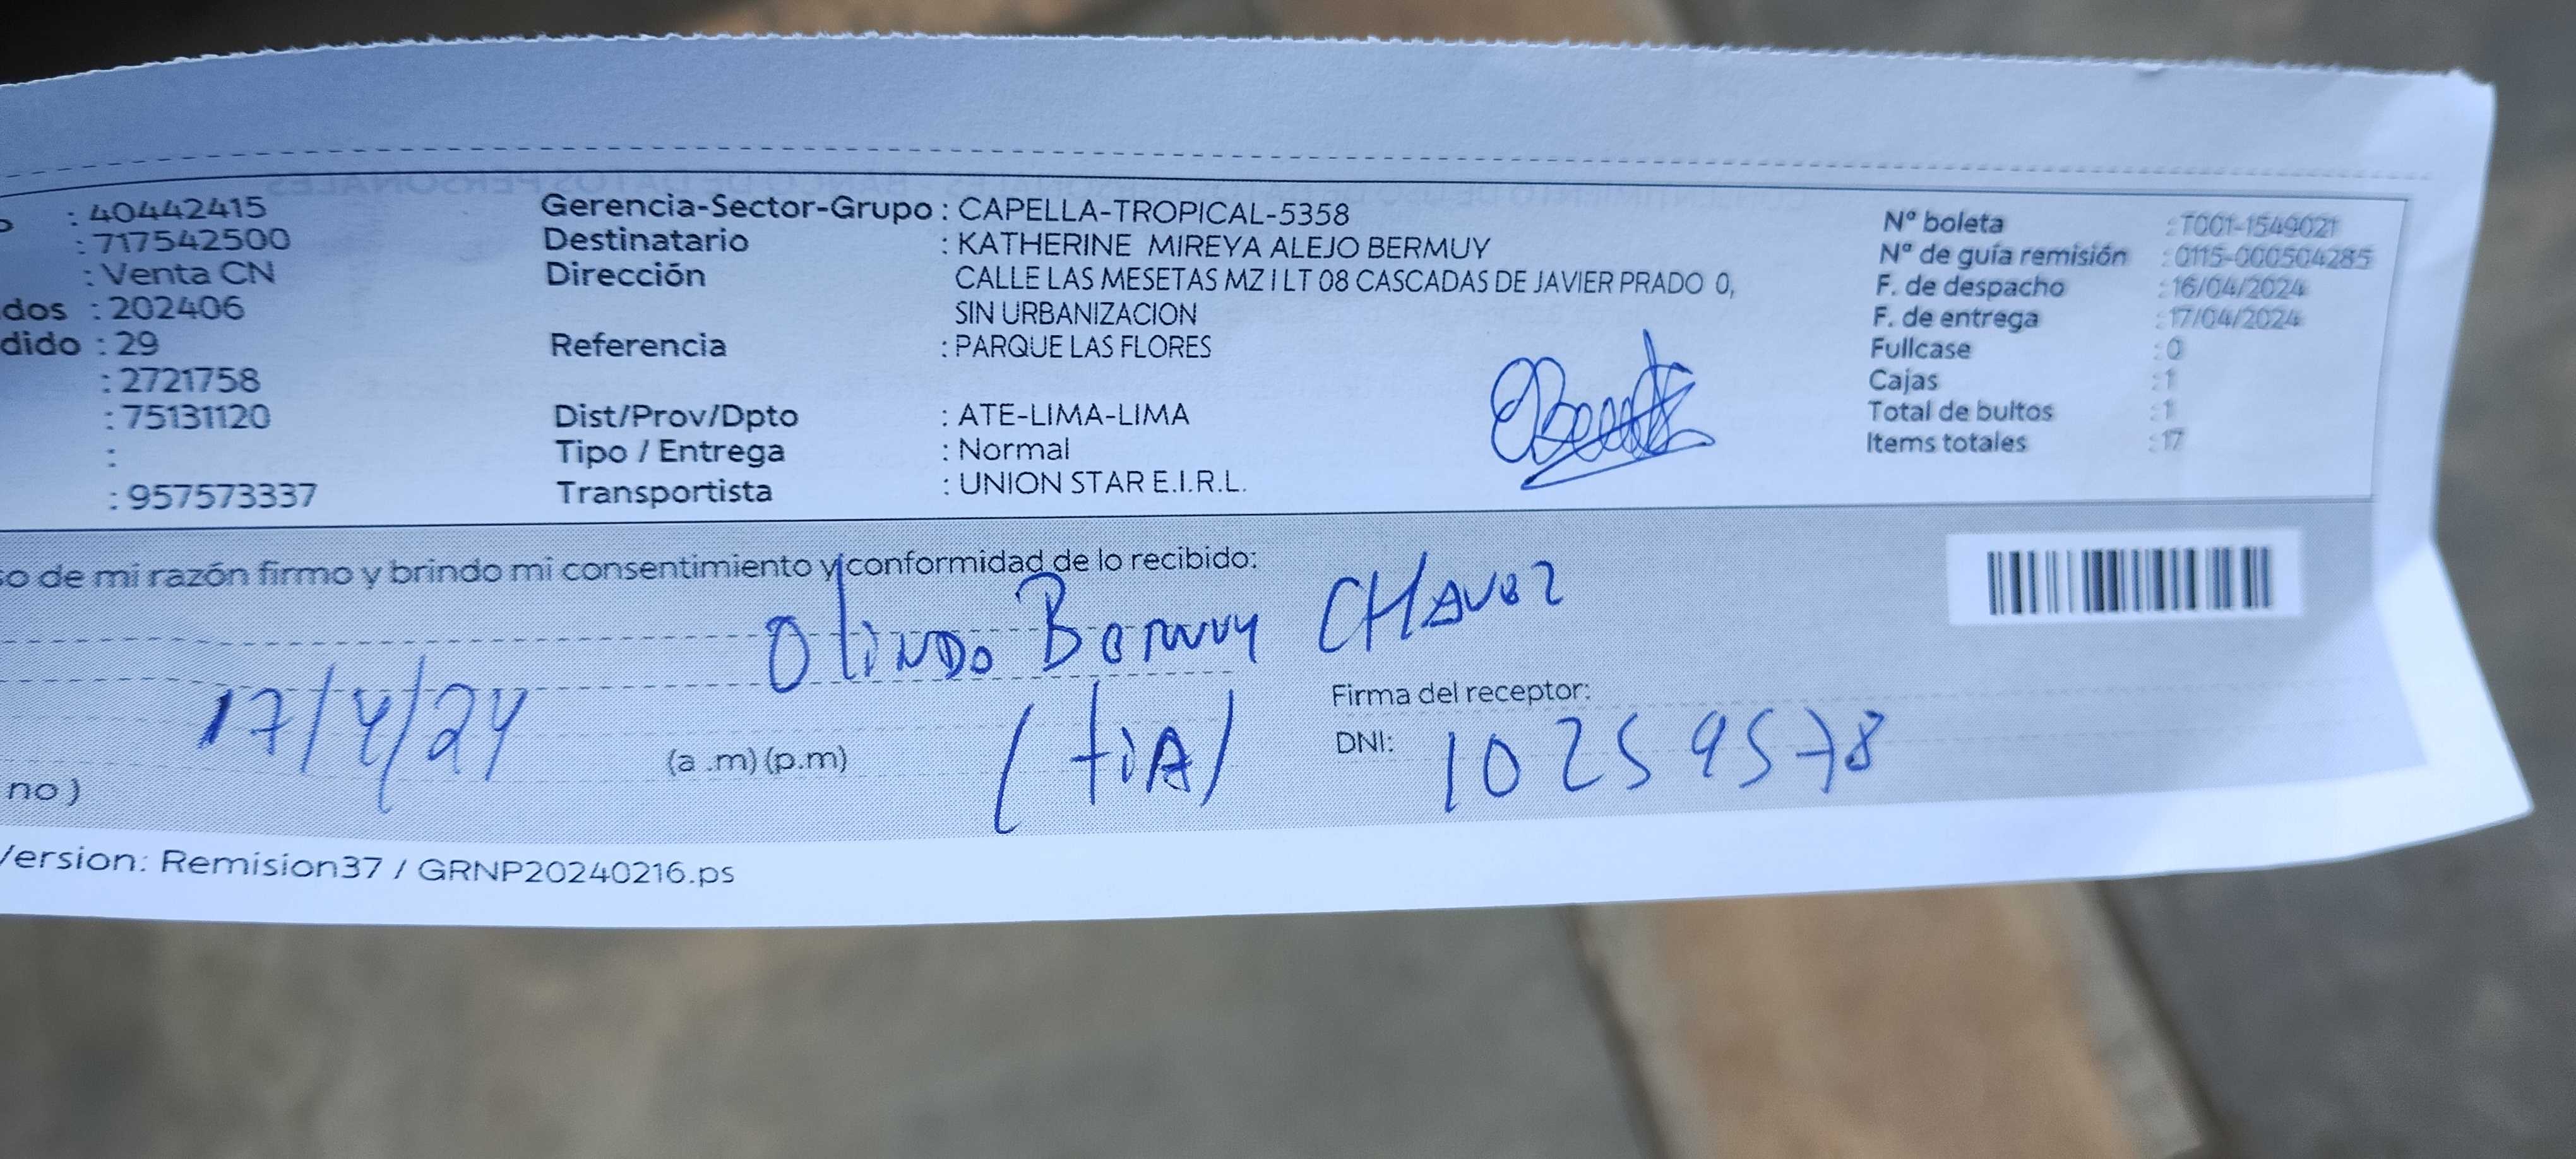 : 40442415 Gerencia-Sector-Grupo : CAPELLA-TROPICAL-5358 Nº boleta : T001-1549021
: 717542500 Destinatario : KATHERINE MIREYA ALEJO BERMUY Nº de guía remisión : 0115-000504285
: Venta CN Dirección CALLE LAS MESETAS MZ I LT 08 CASCADAS DE JAVIER PRADO 0, F. de despacho : 16/04/2024
dos : 202406 SIN URBANIZACION F. de entrega : 17/04/2024
dido : 29 Referencia : PARQUE LAS FLORES Fullcase : 0
: 2721758 Cajas : 1
: 75131120 Dist/Prov/Dpto : ATE-LIMA-LIMA Total de bultos : 1
: Tipo / Entrega : Normal Items totales : 17
: 957573337 Transportista : UNION STAR E.I.R.L.
so de mi razón firmo y brindo mi consentimiento y conformidad de lo recibido:
Olindo Bermuy CHAVEZ
17/4/24 (a .m) (p.m) (tiA) Firma del receptor:
DNI: 10259578
no )
Version: Remision37 / GRNP20240216.ps